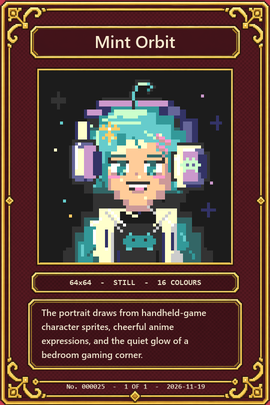 Mint Orbit
64x64 - STILL - 16 COLOURS
The portrait draws from handheld-game
character sprites, cheerful anime
expressions, and the quiet glow of a
bedroom gaming corner.
No. 000025 - 1 OF 1 - 2026-11-19